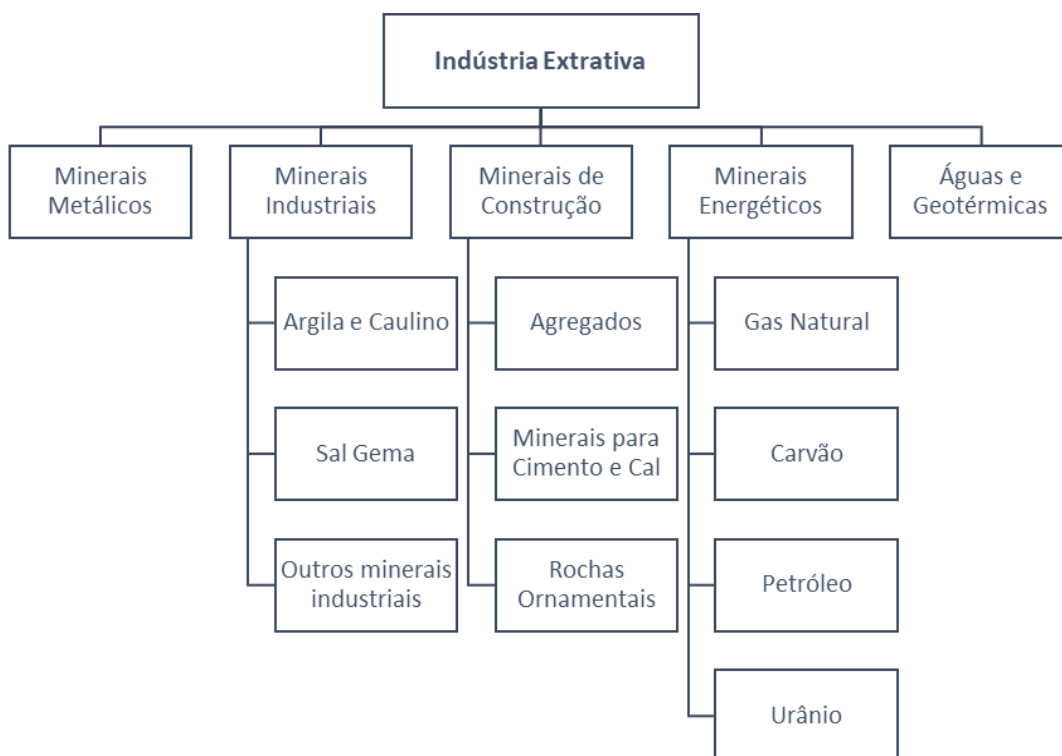 Indústria Extrativa
Minerais
Metálicos
Minerais
Industriais
Minerais de
Construção
Minerais
Energéticos
Águas e
Geotérmicas
Argila e Caulino
Agregados
Gas Natural
Sal Gema
Minerais para
Cimento e Cal
Carvão
Outros minerais
industriais
Rochas
Ornamentais
Petróleo
Urânio